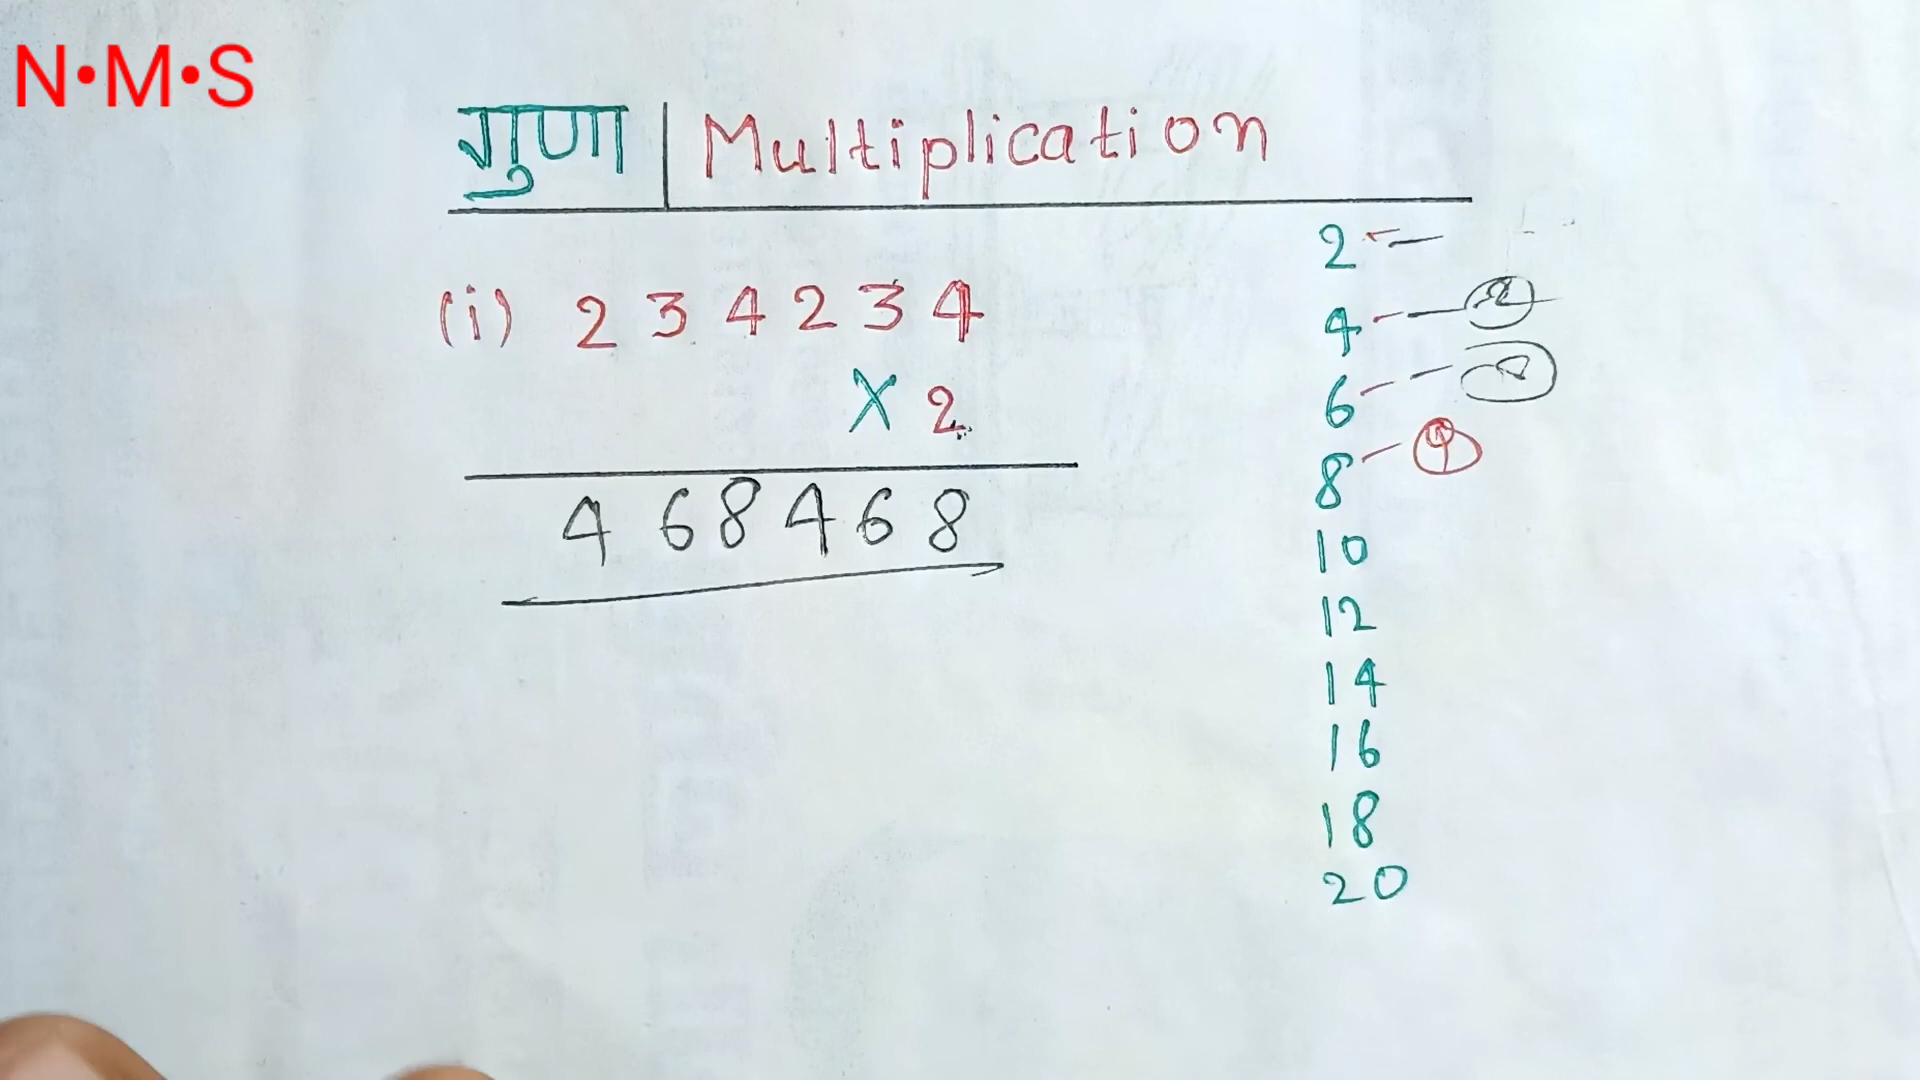 N•M•S
गुणा | Multiplication
(i) 2 3 4 2 3 4
X 2
4 6 8 4 6 8
2
4
6
8
10
12
14
16
18
20